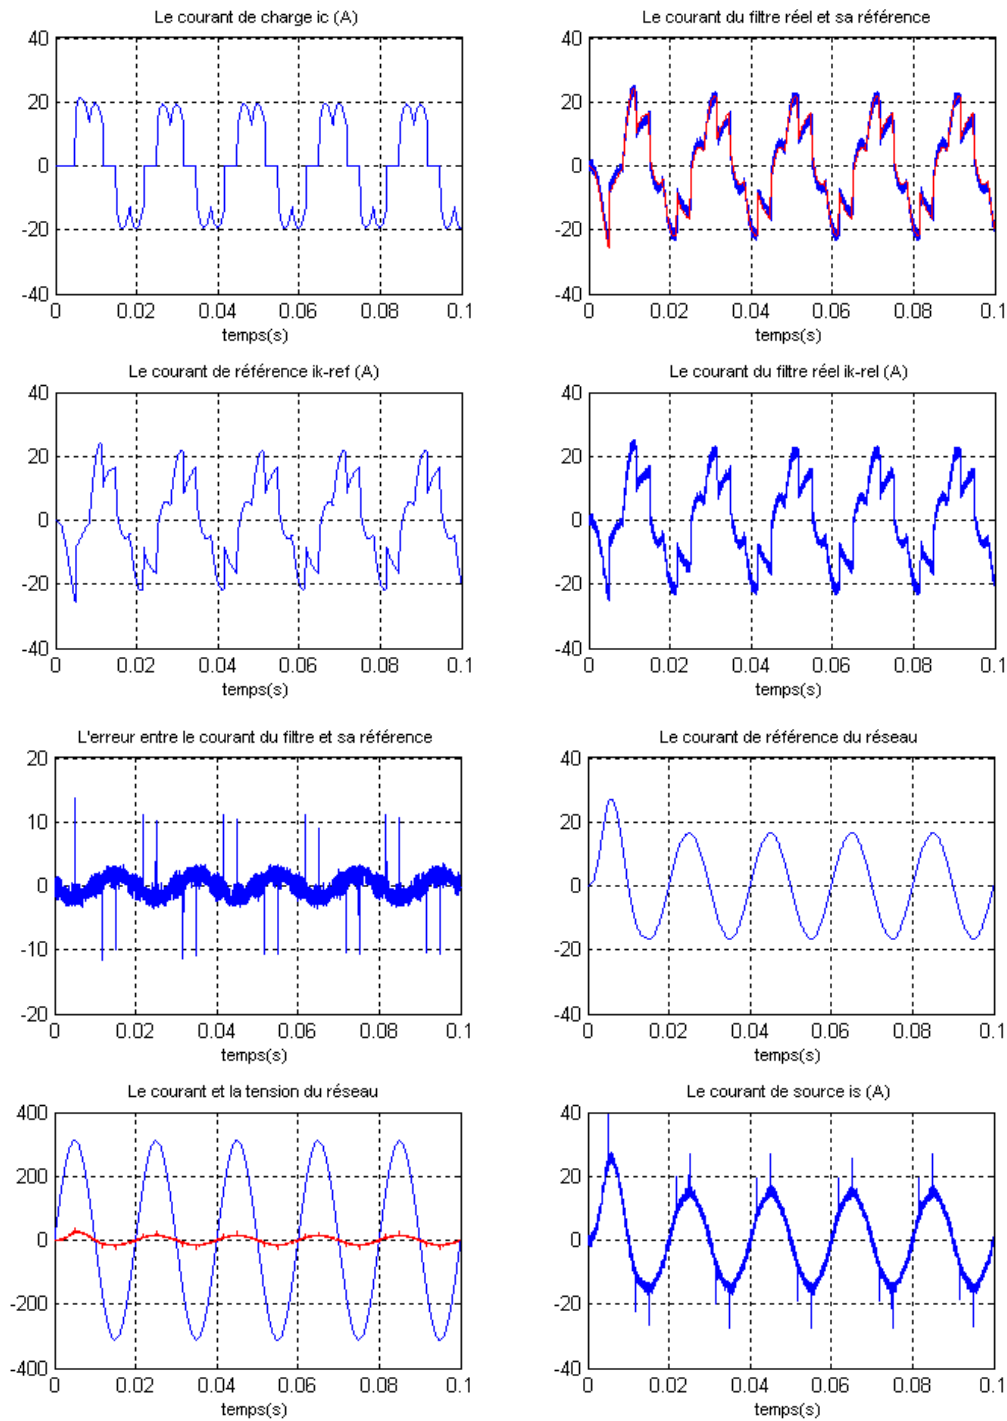 Le courant de charge ic (A)
40
20
0
-20
-40
0 0.02 0.04 0.06 0.08 0.1
temps(s)
Le courant du filtre réel et sa référence
40
20
0
-20
-40
0 0.02 0.04 0.06 0.08 0.1
temps(s)
Le courant de référence ik-ref (A)
40
20
0
-20
-40
0 0.02 0.04 0.06 0.08 0.1
temps(s)
Le courant du filtre réel ik-rel (A)
40
20
0
-20
-40
0 0.02 0.04 0.06 0.08 0.1
temps(s)
L'erreur entre le courant du filtre et sa référence
20
10
0
-10
-20
0 0.02 0.04 0.06 0.08 0.1
temps(s)
Le courant de référence du réseau
40
20
0
-20
-40
0 0.02 0.04 0.06 0.08 0.1
temps(s)
Le courant et la tension du réseau
400
200
0
-200
-400
0 0.02 0.04 0.06 0.08 0.1
temps(s)
Le courant de source is (A)
40
20
0
-20
-40
0 0.02 0.04 0.06 0.08 0.1
temps(s)